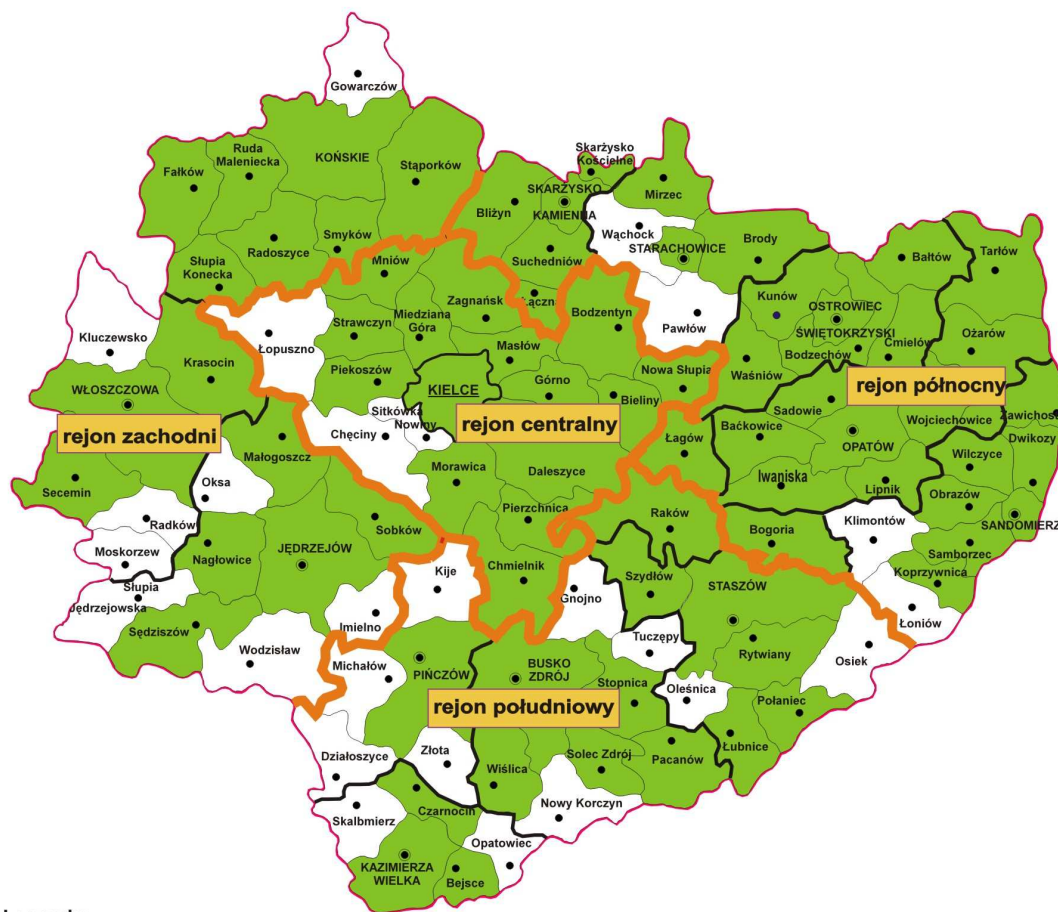 Gowarczów
Ruda
Maleniecka
KOŃSKIE
Fałków
Stąporków
Skarżysko
Kościelne
SKARŻYSKO
KAMIENNA
Mirzec
Bliżyn
Wąchock
STARACHOWICE
Brody
Bałtów
Tarłów
Radoszyce
Smyków
Słupia
Konecka
Mniów
Suchedniów
Łączna
Zagnańsk
Bodzentyn
Pawłów
Kunów
OSTROWIEC
ŚWIĘTOKRZYSKI
Bodzechów
Ćmielów
Ożarów
Kluczewsko
Łopuszno
Strawczyn
Miedziana
Góra
Masłów
Krasocin
Piekoszów
KIELCE
Górno
Bieliny
Nowa Słupia
Waśniów
WŁOSZCZOWA
rejon zachodni
rejon centralny
rejon północny
Sadowie
Wojciechowice
Zawichost
Sitkówka
Nowiny
Chęciny
Małogoszcz
Baćkowice
OPATÓW
Dwikozy
Wilczyce
Łagów
Morawica
Daleszyce
Iwaniska
Lipnik
Obrazów
Secemin
Oksa
Radków
Pierzchnica
Raków
Bogoria
Klimontów
SANDOMIERZ
Moskorzew
Nagłowice
Sobków
JĘDRZEJÓW
Samborzec
Koprzywnica
Słupia
Jędrzejowska
Kije
Chmielnik
Gnojno
Szydłów
STASZÓW
Łoniów
Sędziszów
Imielno
Wodzisław
Michałów
PIŃCZÓW
BUSKO
ZDRÓJ
Tuczępy
Rytwiany
Osiek
Stopnica
Oleśnica
Połaniec
rejon południowy
Działoszyce
Złota
Wiślica
Solec Zdrój
Pacanów
Łubnice
Skalbmierz
Czarnocin
Nowy Korczyn
Opatowiec
KAZIMIERZA
WIELKA
Bejsce